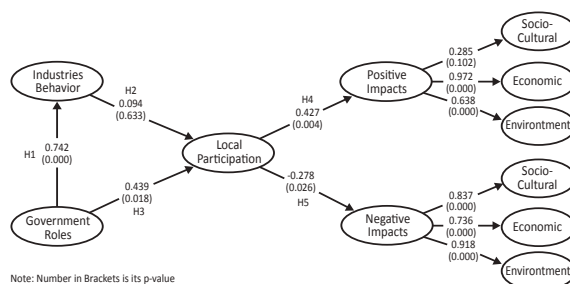 Socio-
Cultural
0.285
(0.102)
Industries
Behavior
H2
0.094
(0.633)
H4
0.427
(0.004)
Positive
Impacts
0.972
(0.000)
Economic
0.638
(0.000)
Environtment
H1
0.742
(0.000)
Local
Participation
0.439
(0.018)
H3
-0.278
(0.026)
H5
Socio-
Cultural
0.837
(0.000)
Government
Roles
Negative
Impacts
0.736
(0.000)
Economic
0.918
(0.000)
Environtment
Note: Number in Brackets is its p-value